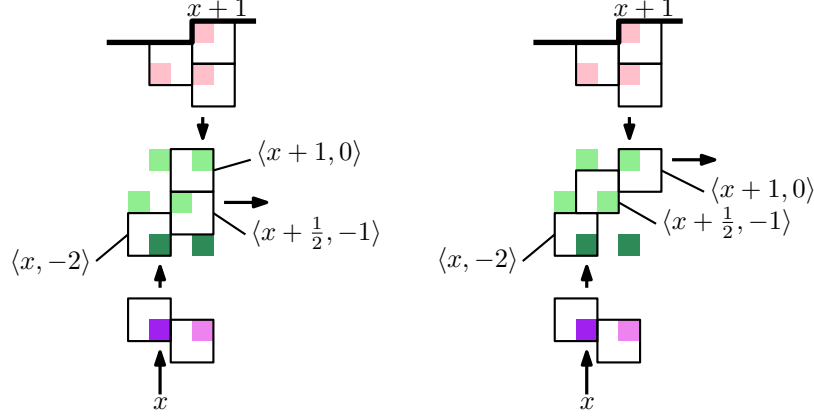 x + 1
⟨x + 1, 0⟩
⟨x + 1/2, −1⟩
⟨x, −2⟩
x
x + 1
⟨x + 1, 0⟩
⟨x + 1/2, −1⟩
⟨x, −2⟩
x